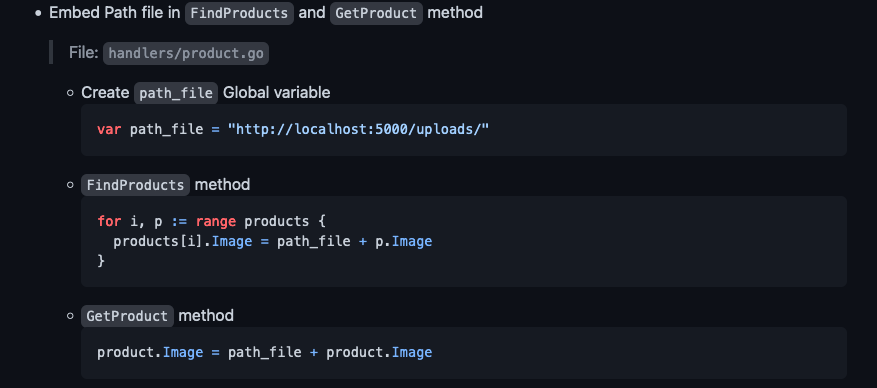 Embed Path file in FindProducts and GetProduct method
File: handlers/product.go
Create path_file Global variable
var path_file = "http://localhost:5000/uploads/"
FindProducts method
for i, p := range products {
  products[i].Image = path_file + p.Image
}
GetProduct method
product.Image = path_file + product.Image